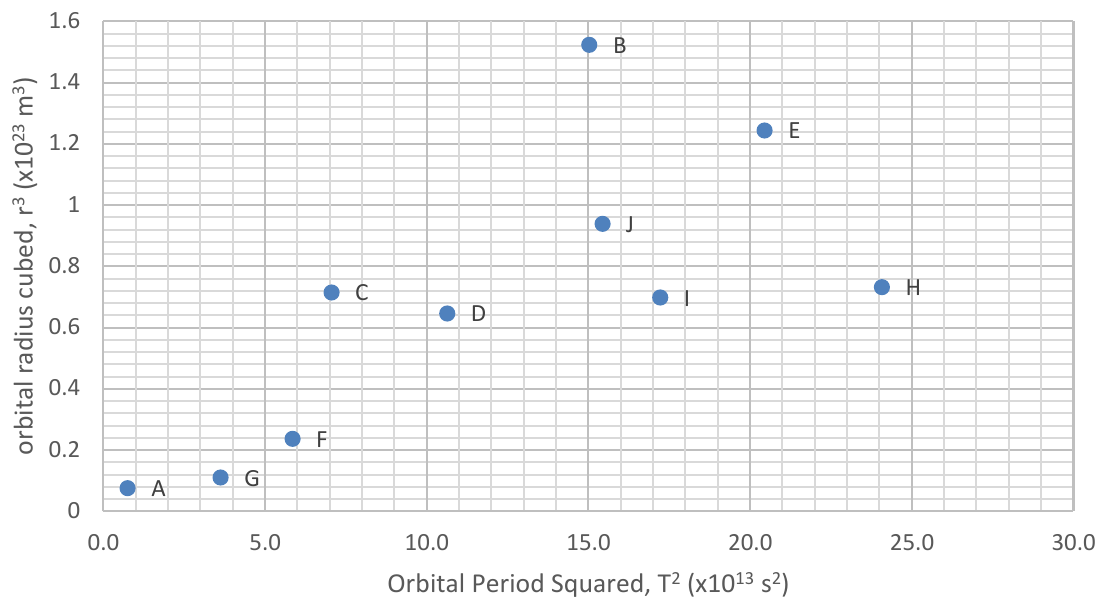 1.6
B
1.4
E
1.2
1
J
0.8
C
H
I
D
0.6
0.4
F
0.2
A
G
0
0.0 5.0 10.0 15.0 20.0 25.0 30.0
orbital radius cubed, r³ (x10²³ m³)
Orbital Period Squared, T² (x10¹³ s²)